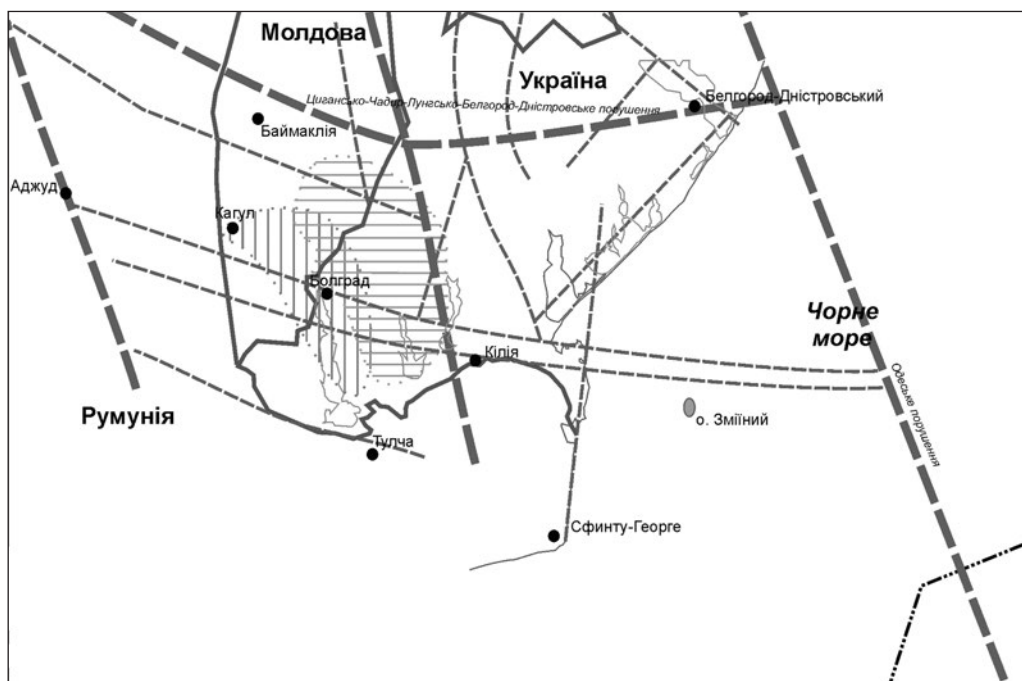 Молдова
Україна
Цигансько-Чадир-Лунгсько-Белгород-Дністровське порушення
Белгород-Дністровський
Баймаклія
Аджуд
Кагул
Болград
Чорне
море
Кілія
Одеське порушення
Румунія
о. Зміїний
Тулча
Сфинту-Георге